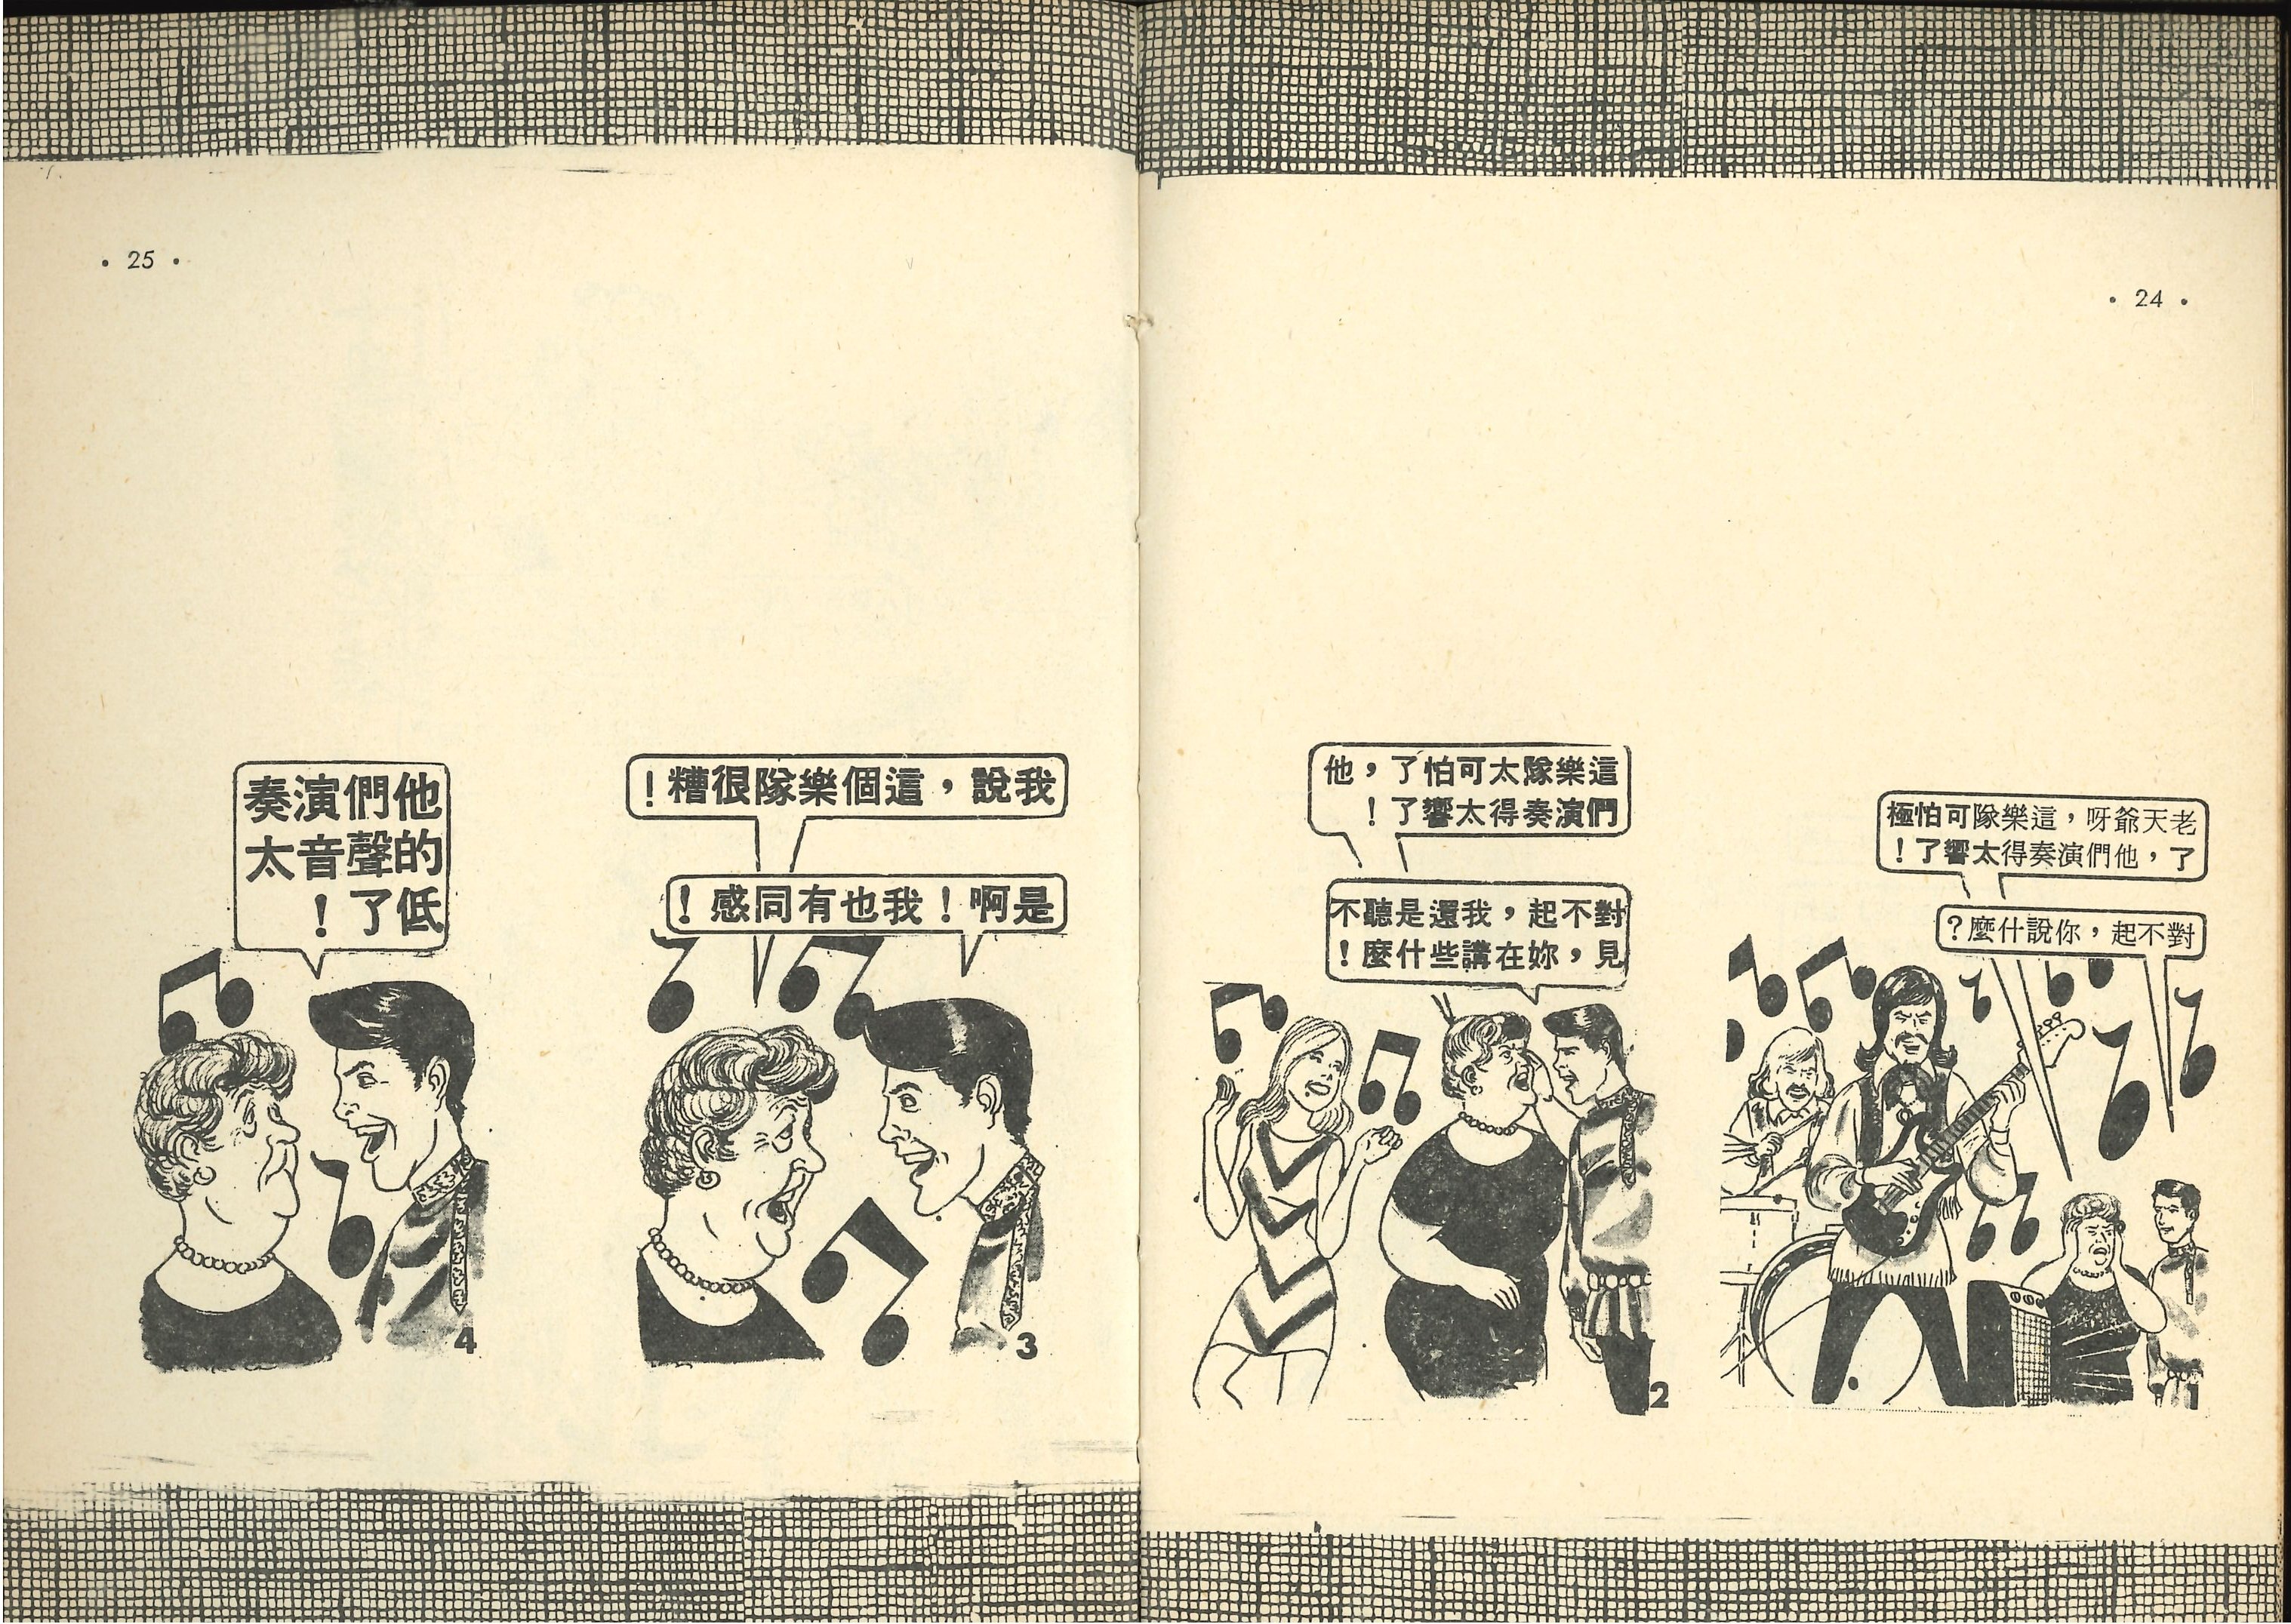 • 24 •
老天爺呀，這樂隊可怕極
了，他們演奏得太響了！
對不起，你說什麼？
1
這樂隊太可怕了，他
們演奏得太響了！
對不起，我還是聽不
見，妳在講些什麼！
2
• 25 •
我說，這個樂隊很糟！
是啊！我也有同感！
3
他們演奏
的聲音太
低了！
4